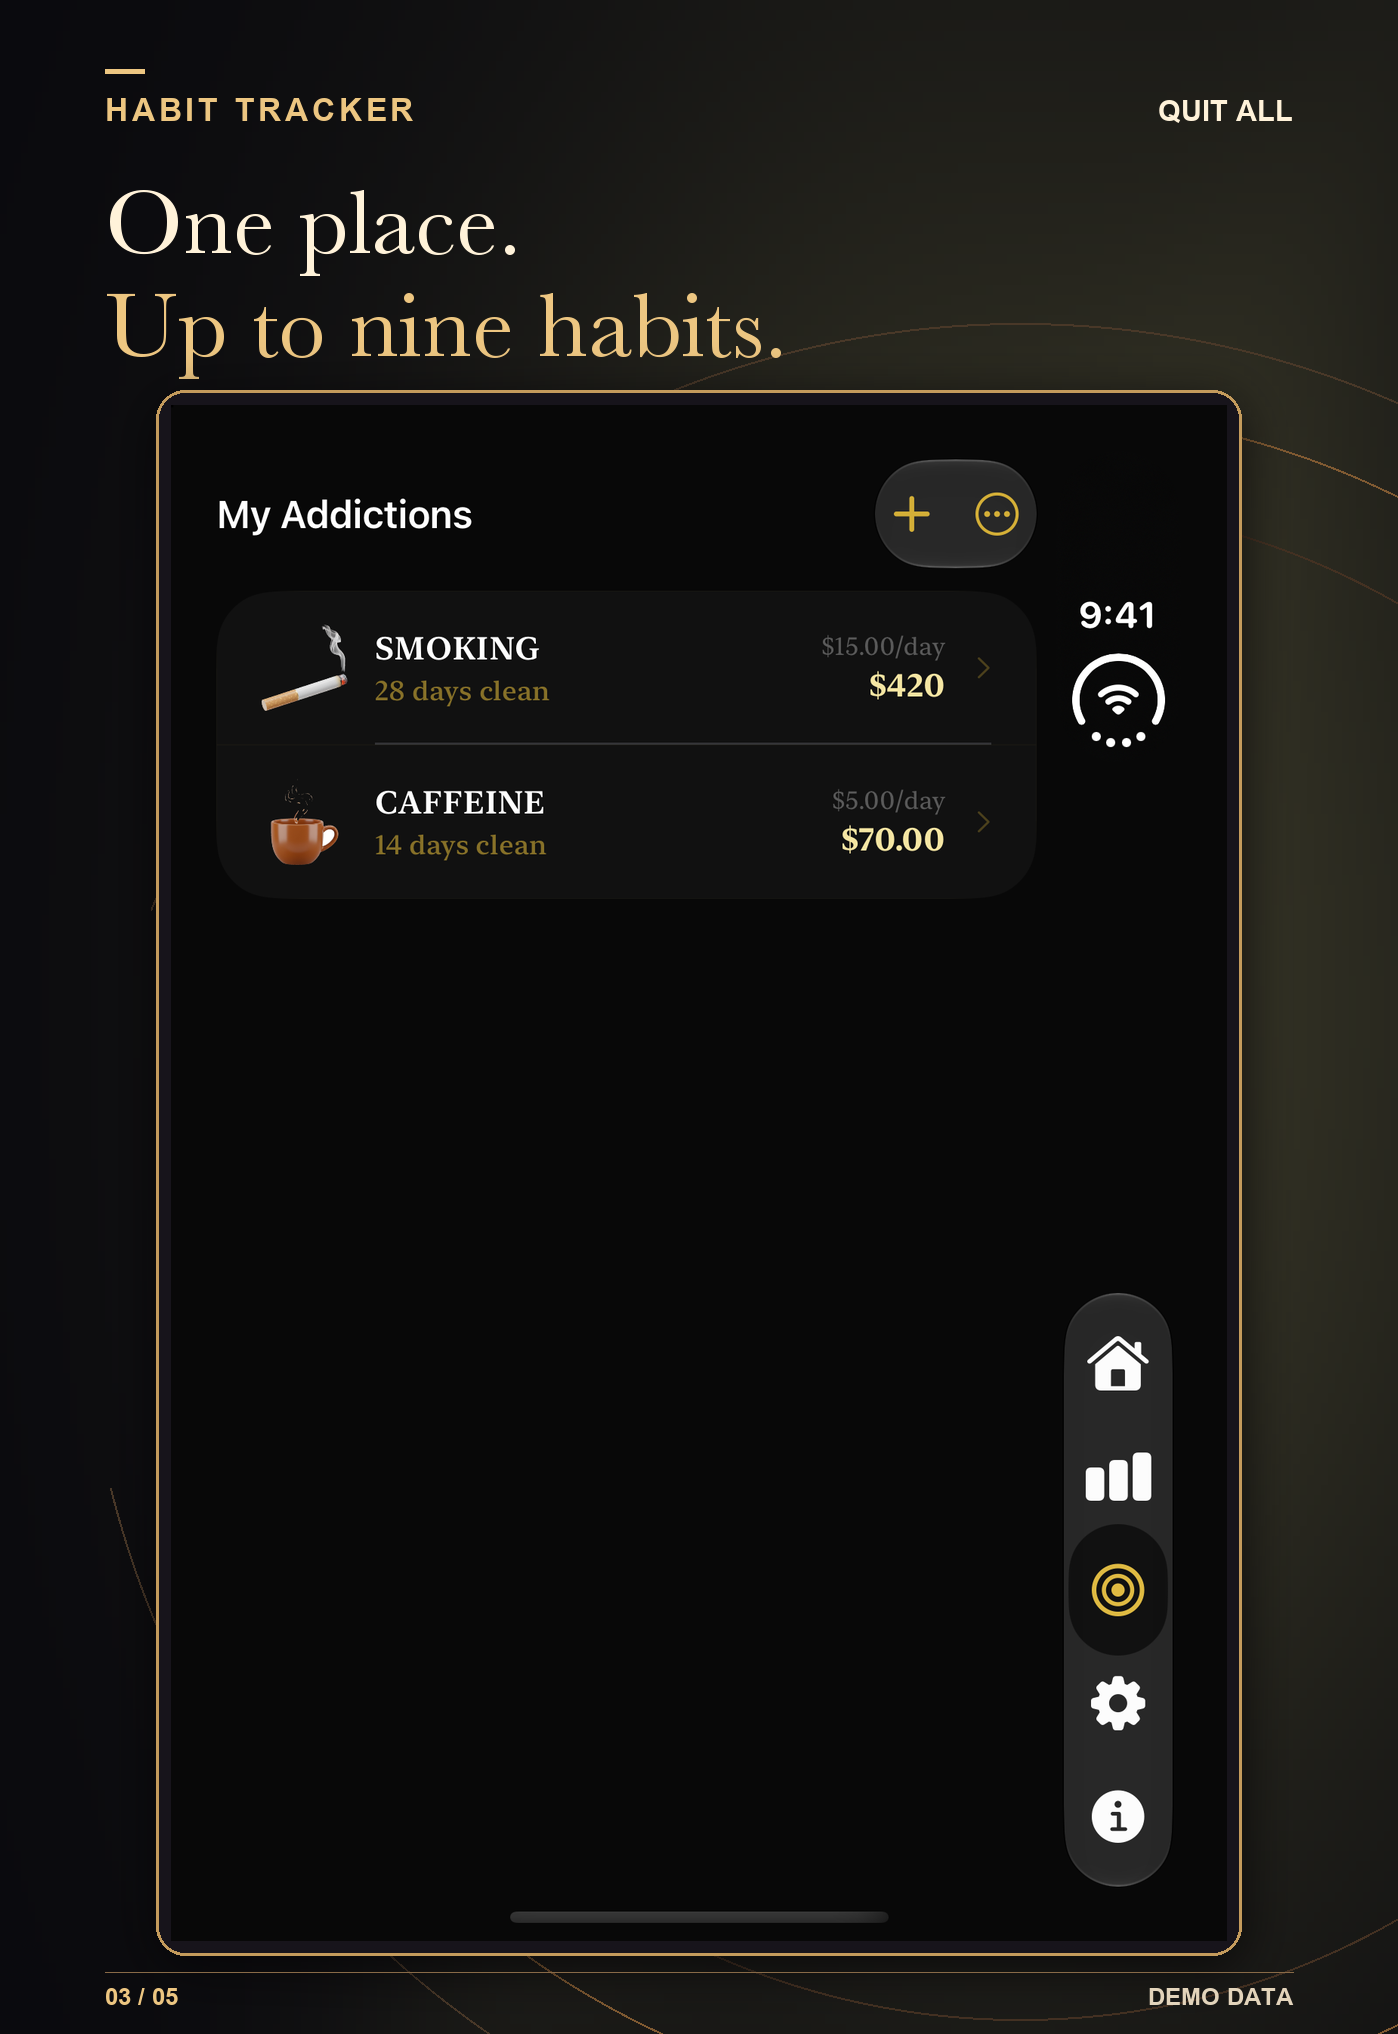 HABIT TRACKER
QUIT ALL
One place.
Up to nine habits.
My Addictions
9:41
SMOKING
28 days clean
$15.00/day
$420
CAFFEINE
14 days clean
$5.00/day
$70.00
03 / 05
DEMO DATA